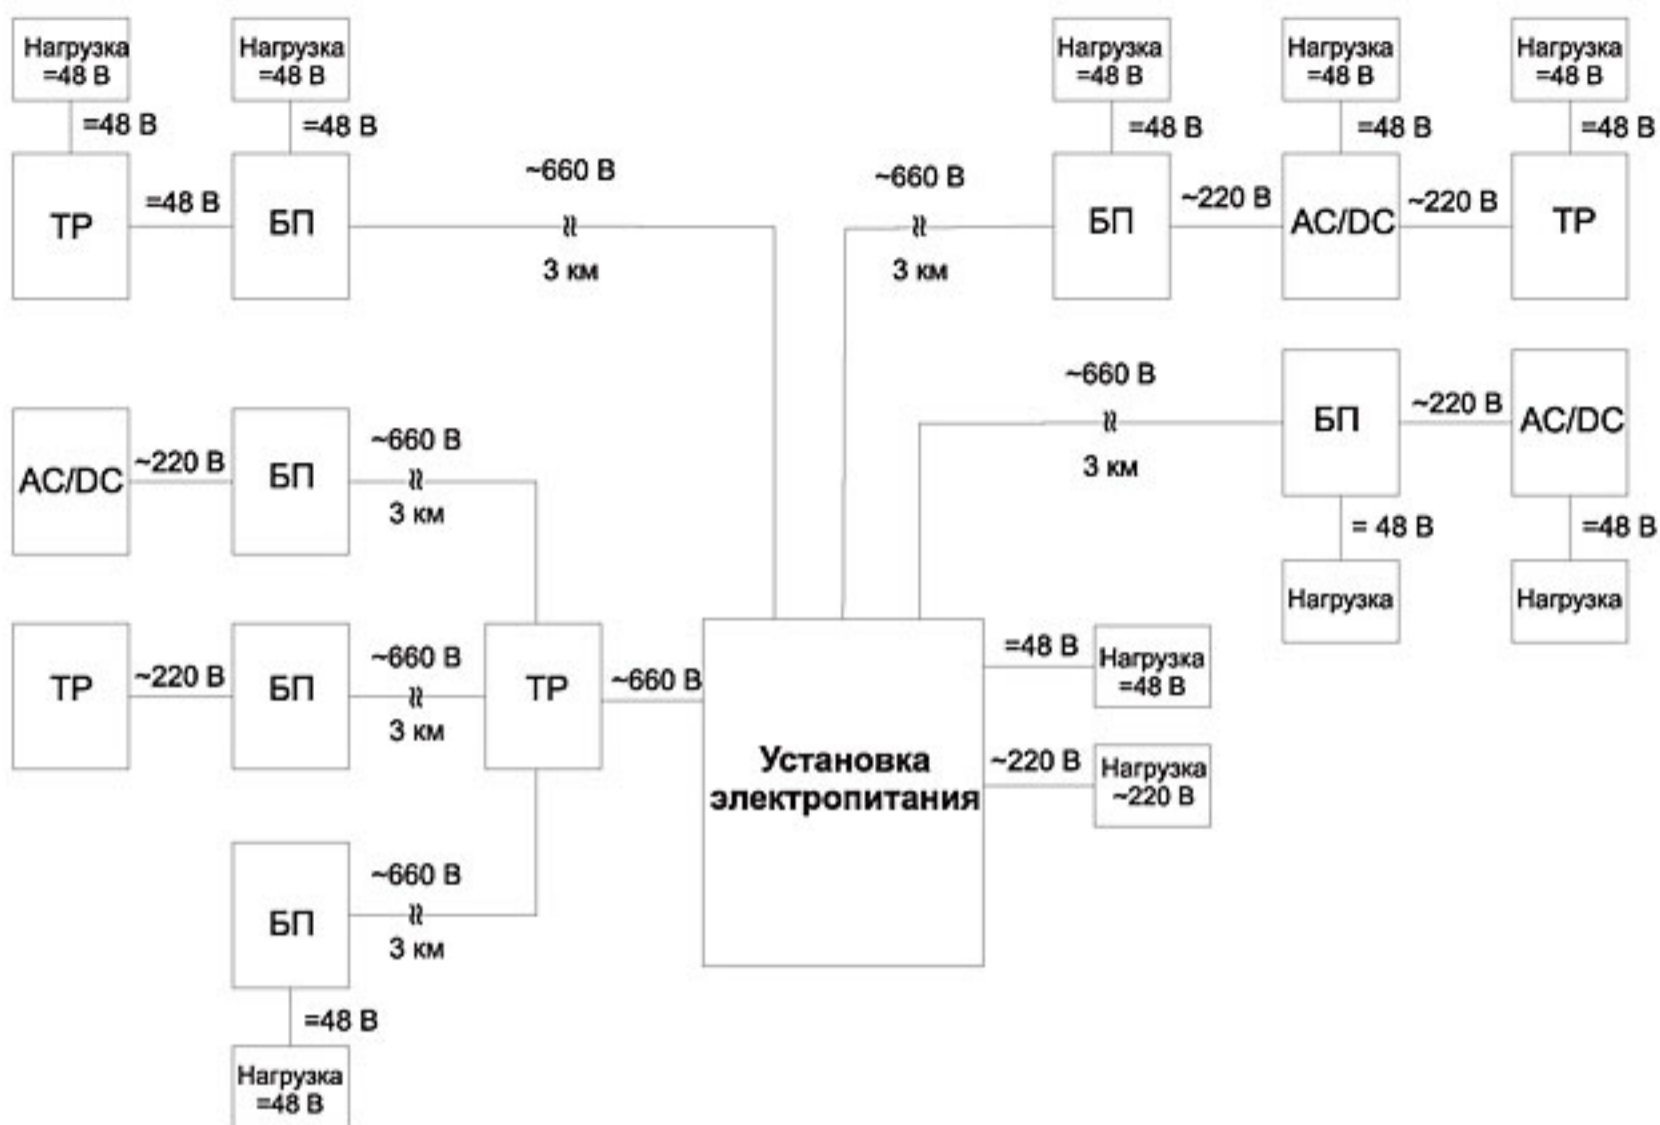 Нагрузка
=48 В
Нагрузка
=48 В
Нагрузка
=48 В
Нагрузка
=48 В
Нагрузка
=48 В
=48 В
=48 В
=48 В
=48 В
=48 В
ТР
=48 В
БП
~660 В
3 км
~660 В
3 км
БП
~220 В
AC/DC
~220 В
ТР
~660 В
3 км
БП
~220 В
AC/DC
= 48 В
=48 В
Нагрузка
Нагрузка
AC/DC
~220 В
БП
~660 В
3 км
ТР
~220 В
БП
~660 В
3 км
ТР
~660 В
Установка
электропитания
=48 В
Нагрузка
=48 В
~220 В
Нагрузка
~220 В
БП
~660 В
3 км
=48 В
Нагрузка
=48 В